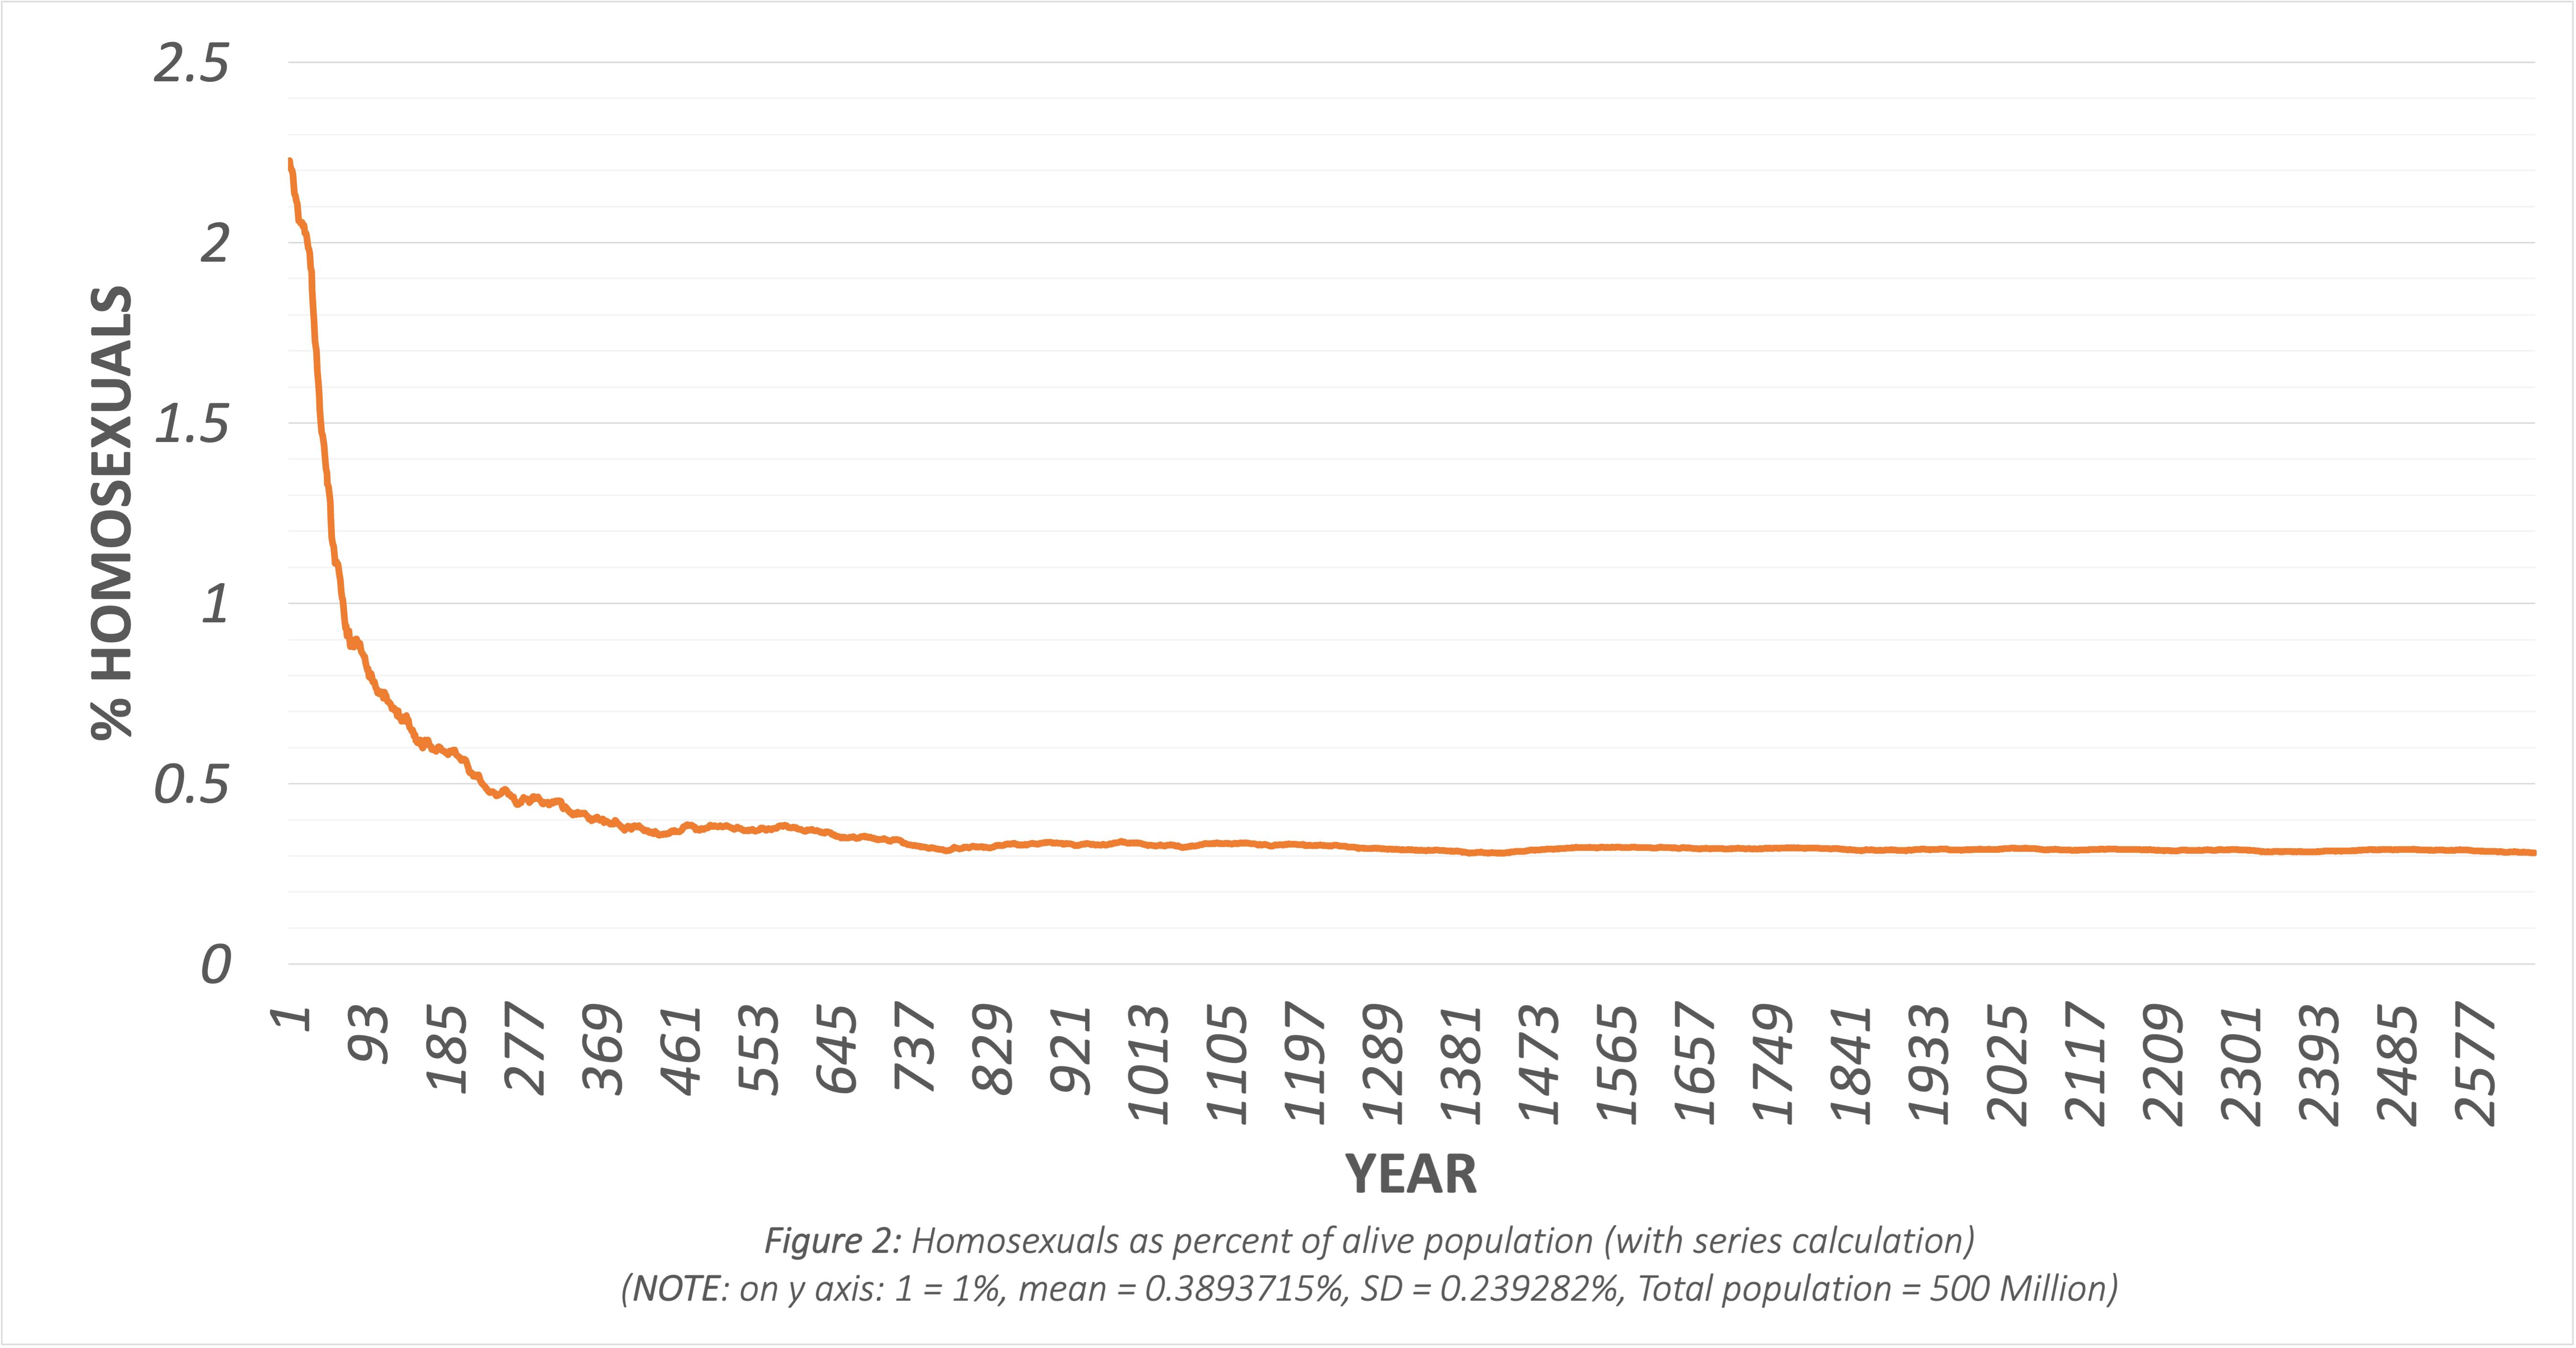 2.5
2
1.5
1
0.5
0
% HOMOSEXUALS
1 93 185 277 369 461 553 645 737 829 921 1013 1105 1197 1289 1381 1473 1565 1657 1749 1841 1933 2025 2117 2209 2301 2393 2485 2577
YEAR
Figure 2: Homosexuals as percent of alive population (with series calculation)
(NOTE: on y axis: 1 = 1%, mean = 0.3893715%, SD = 0.239282%, Total population = 500 Million)